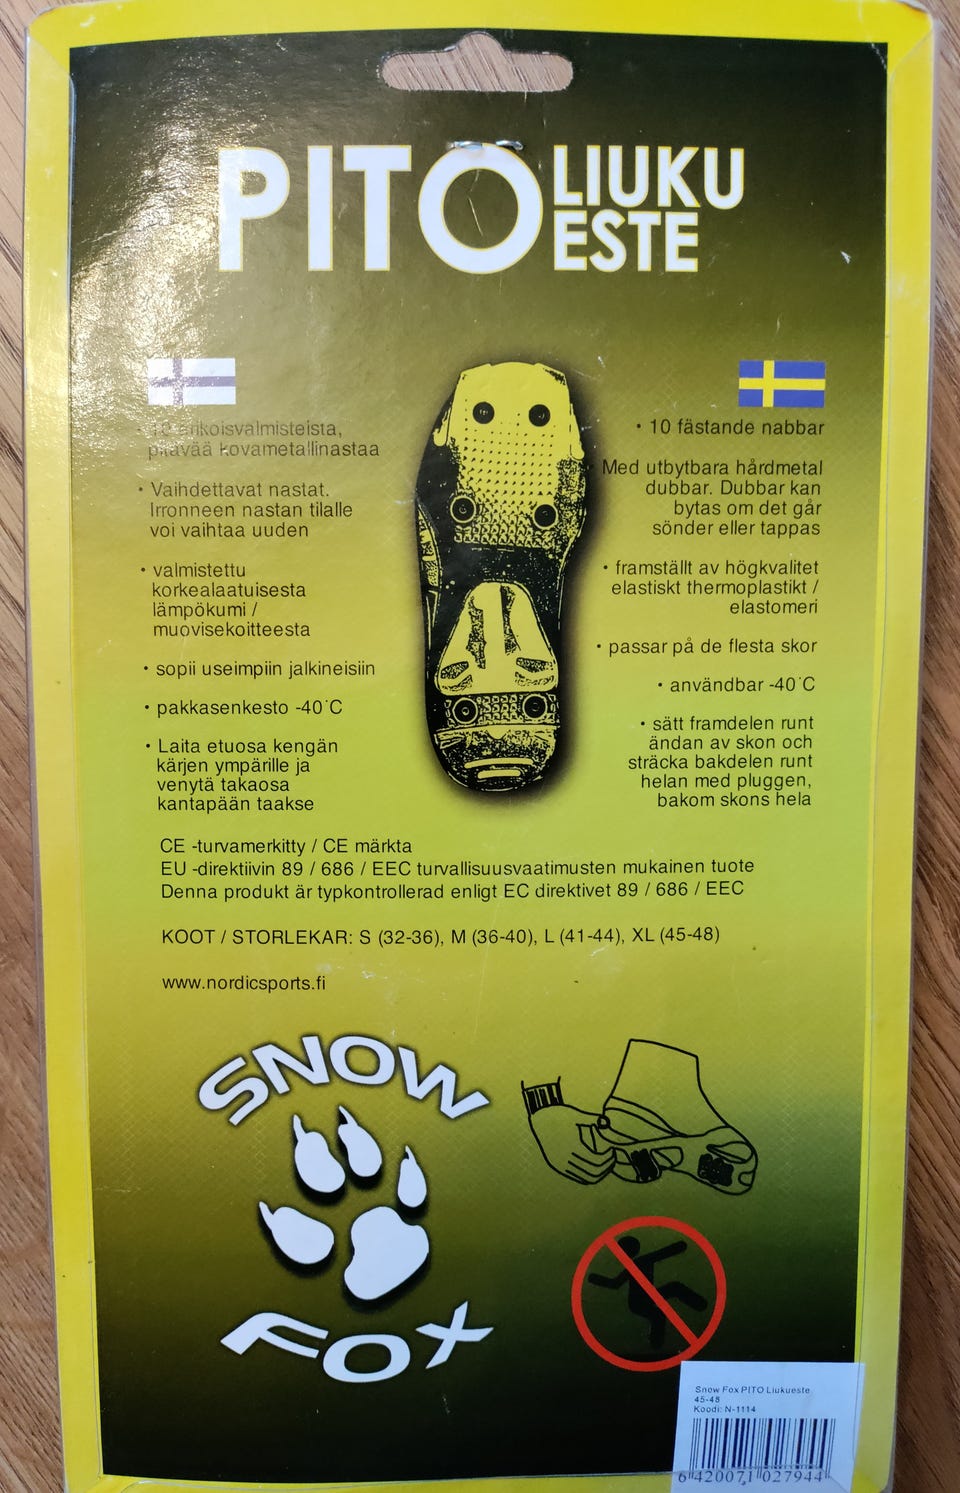 PITO LIUKU
ESTE
valmisteista,
kovametallinastaa
• Vaihdettavat nastat.
Irronneen nastan tilalle
voi vaihtaa uuden
• valmistettu
korkealaatuisesta
lämpökumi /
muovisekoitteesta
• sopii useimpiin jalkineisiin
• pakkasenkesto -40˚C
• Laita etuosa kengän
kärjen ympärille ja
venytä takaosa
kantapään taakse
• 10 fästande nabbar
Med utbytbara hårdmetal
dubbar. Dubbar kan
bytas om det går
sönder eller tappas
• framställt av högkvalitet
elastiskt thermoplastikt /
elastomeri
• passar på de flesta skor
• användbar -40˚C
• sätt framdelen runt
ändan av skon och
sträcka bakdelen runt
helan med pluggen,
bakom skons hela
CE -turvamerkitty / CE märkta
EU -direktiivin 89 / 686 / EEC turvallisuusvaatimusten mukainen tuote
Denna produkt är typkontrollerad enligt EC direktivet 89 / 686 / EEC
KOOT / STORLEKAR: S (32-36), M (36-40), L (41-44), XL (45-48)
www.nordicsports.fi
SNOW
FOX
Snow Fox PITO Liukueste
45-48
Koodi: N-1114
6 420071 027944